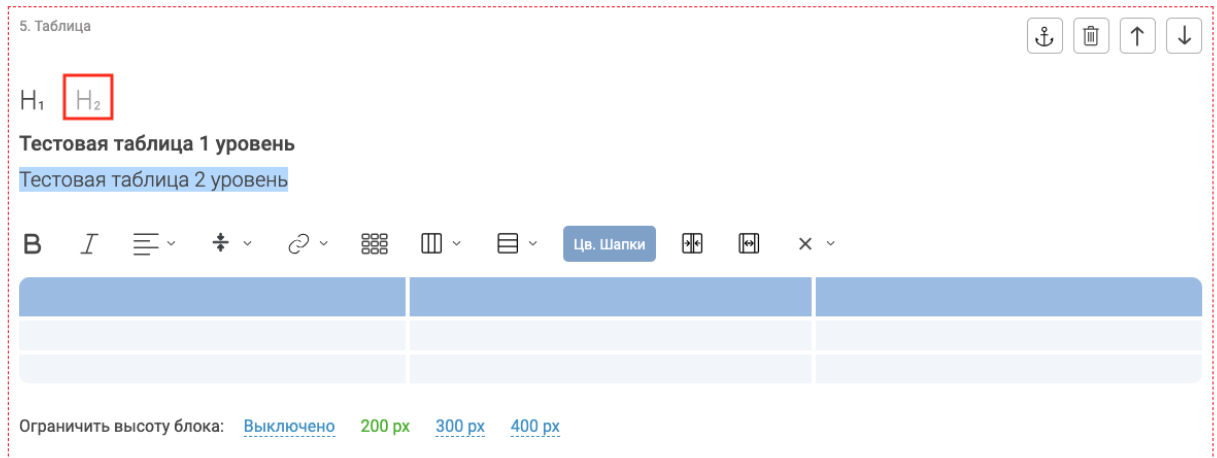 5. Таблица
H₁ H₂
Тестовая таблица 1 уровень
Тестовая таблица 2 уровень
B I Цв. Шапки
Ограничить высоту блока: Выключено 200 px 300 px 400 px